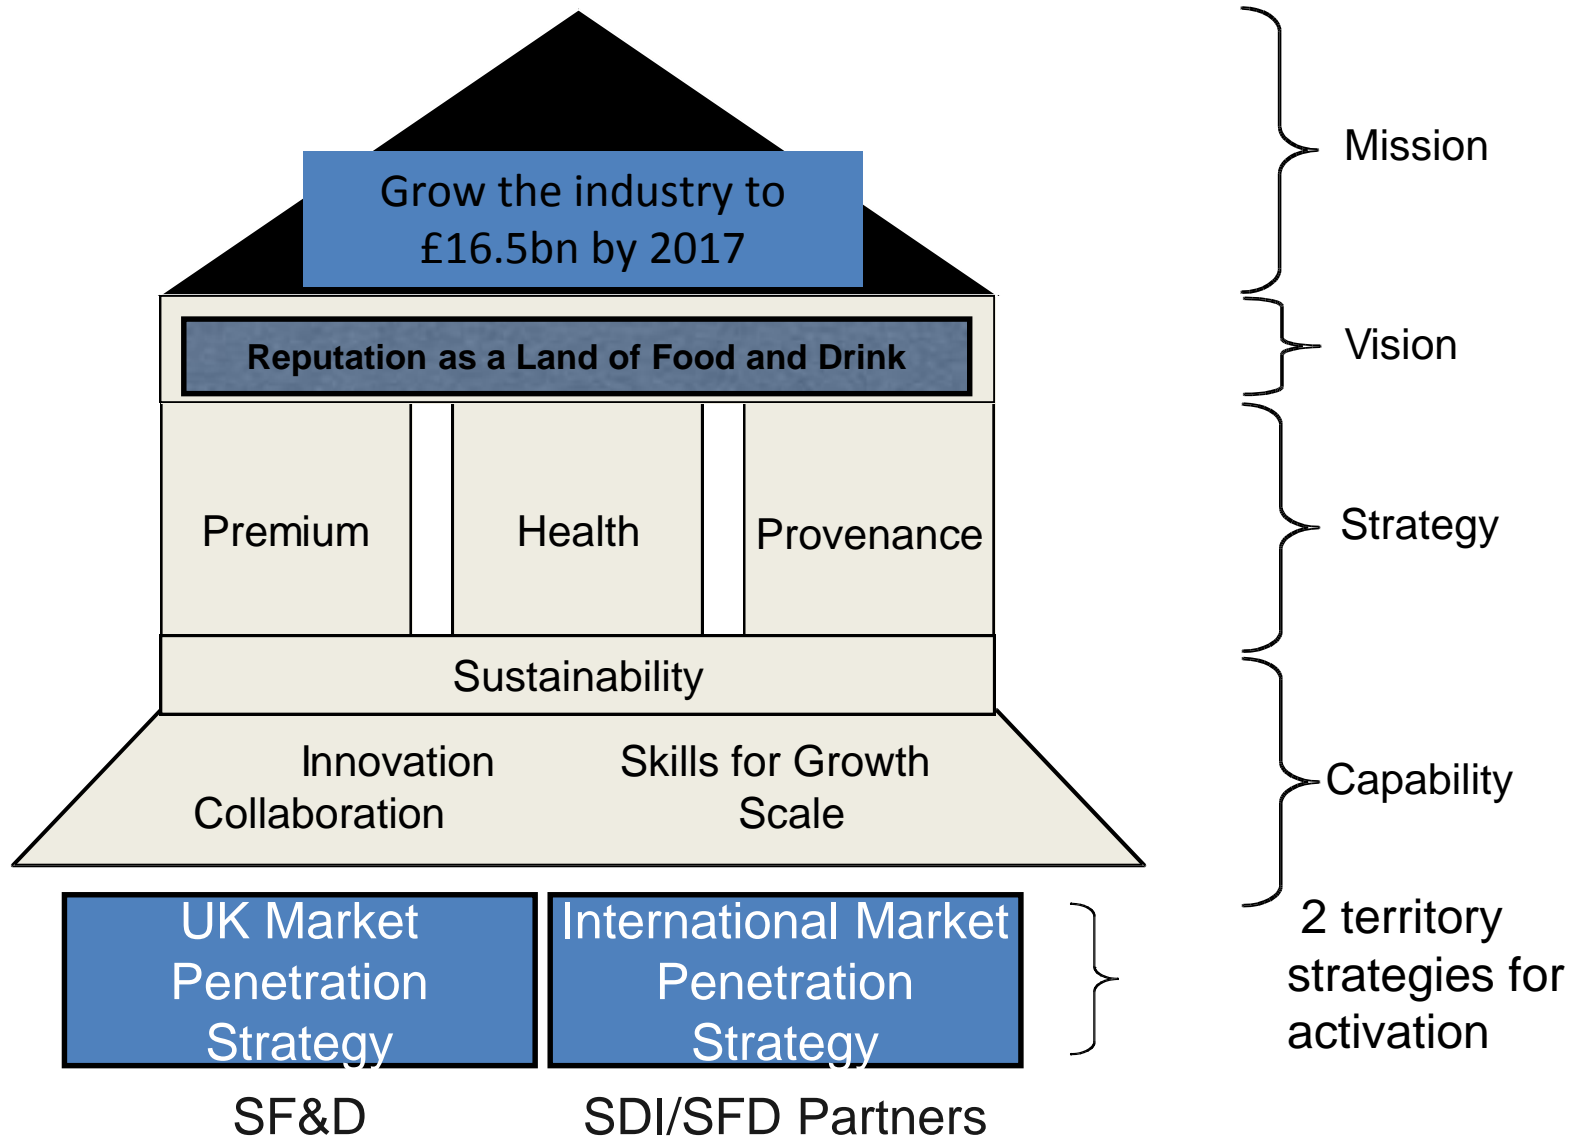 Grow the industry to
£16.5bn by 2017
Mission
Reputation as a Land of Food and Drink
Vision
Premium
Health
Provenance
Strategy
Sustainability
Innovation
Skills for Growth
Collaboration
Scale
Capability
UK Market
Penetration
Strategy
International Market
Penetration
Strategy
2 territory
strategies for
activation
SF&D
SDI/SFD Partners